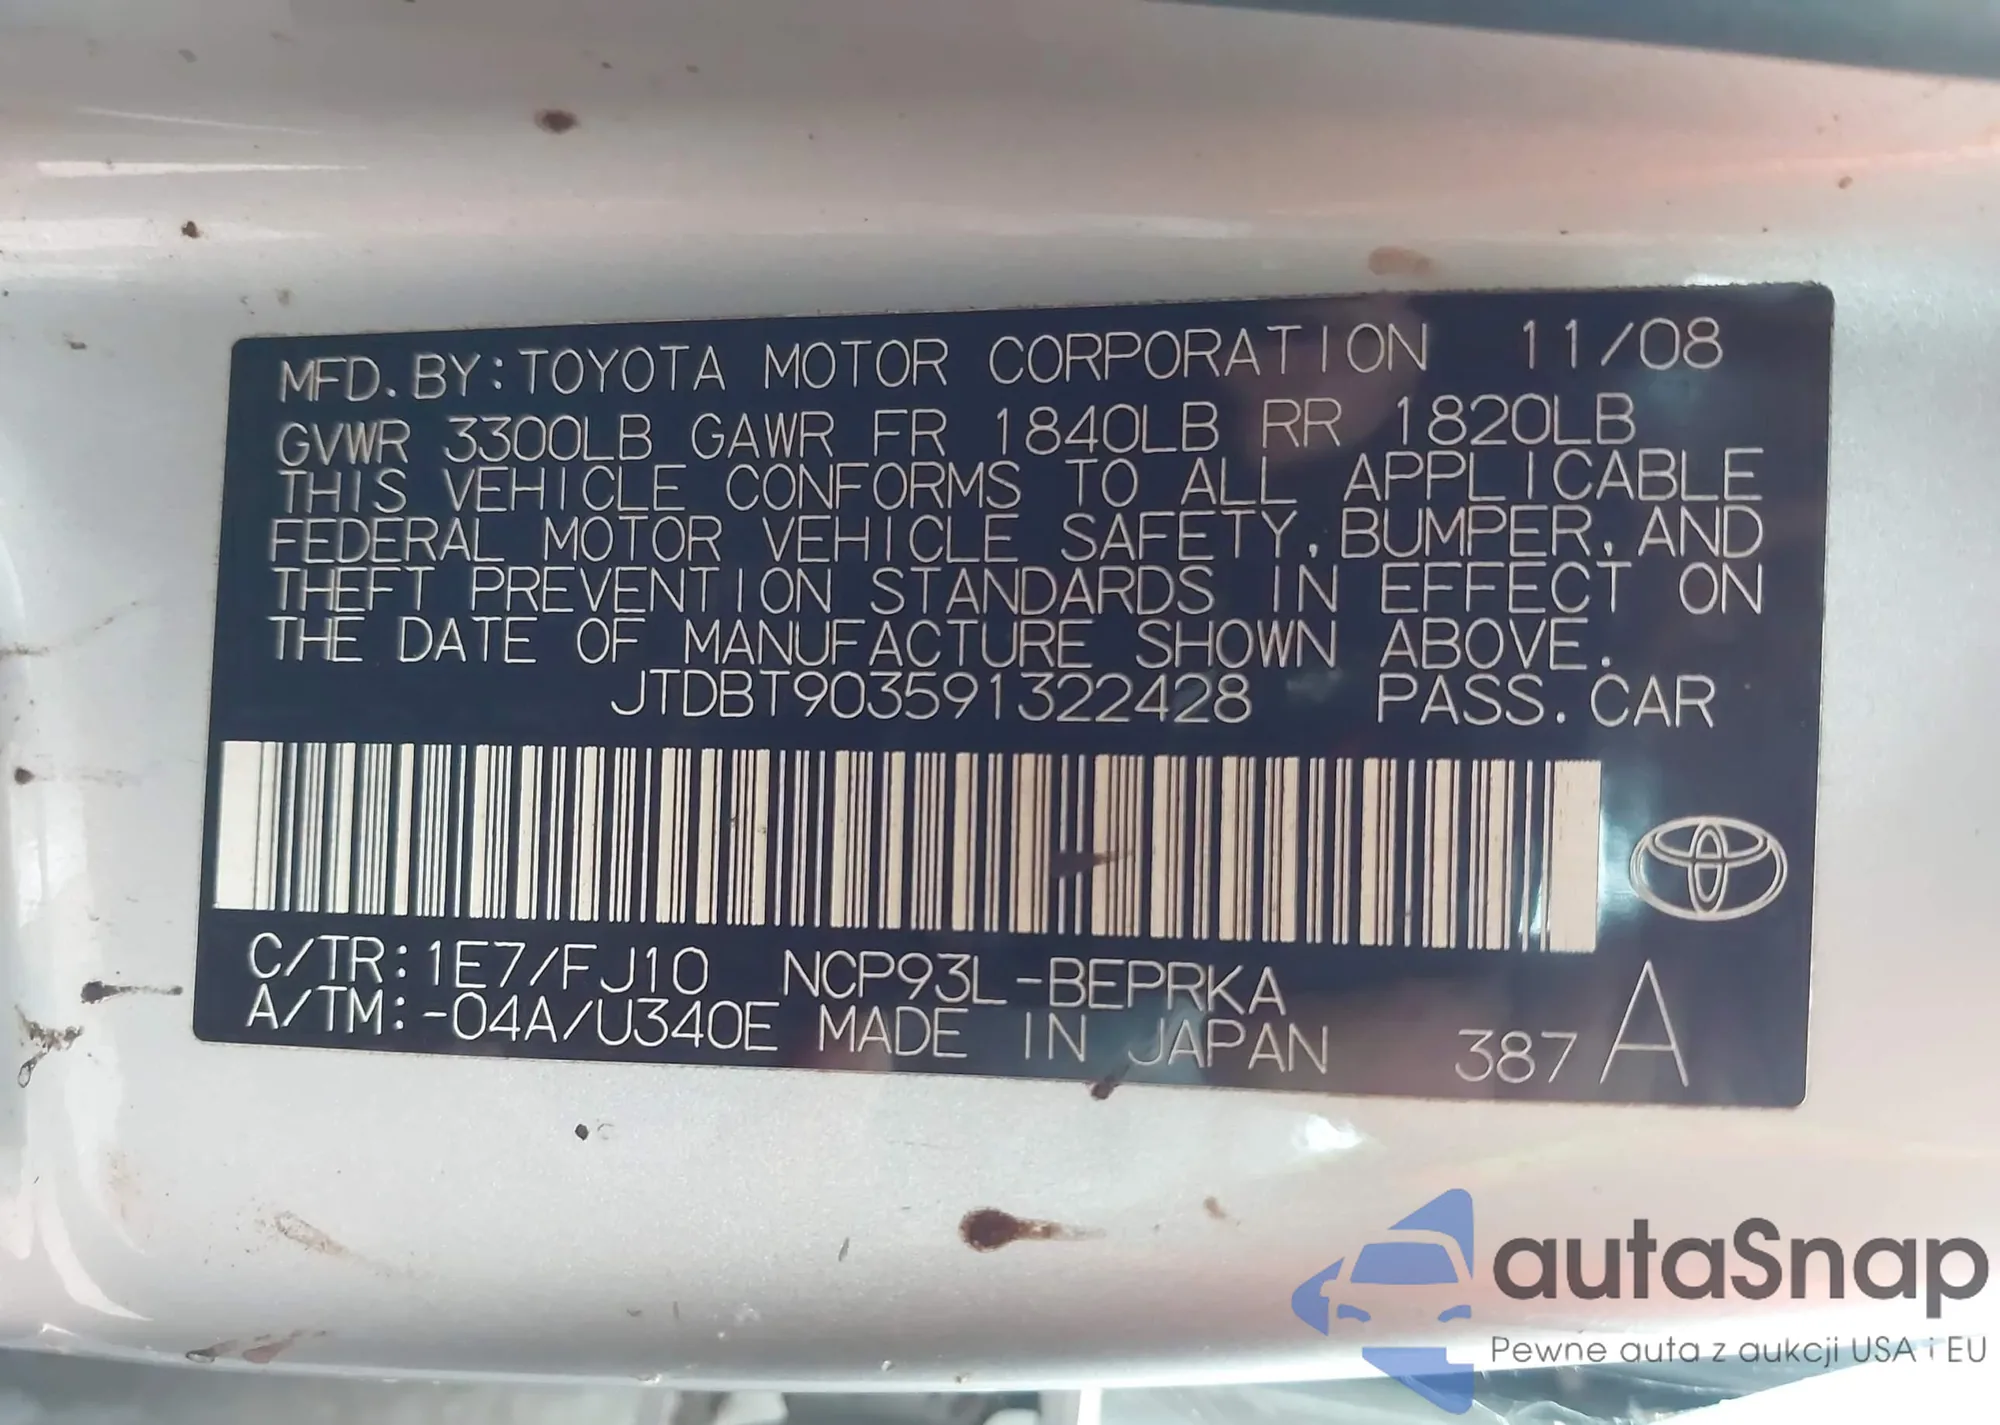 MFD. BY: TOYOTA MOTOR CORPORATION 11/08
GVWR 3300LB GAWR FR 1840LB RR 1820LB
THIS VEHICLE CONFORMS TO ALL APPLICABLE
FEDERAL MOTOR VEHICLE SAFETY, BUMPER, AND
THEFT PREVENTION STANDARDS IN EFFECT ON
THE DATE OF MANUFACTURE SHOWN ABOVE.
JTDBT903591322428 PASS. CAR
C/TR: 1E7/FJ10 NCP93L-BEPRKA
A/TM: -04A/U340E MADE IN JAPAN 387 A
autaSnap
Pewne auta z aukcji USA i EU